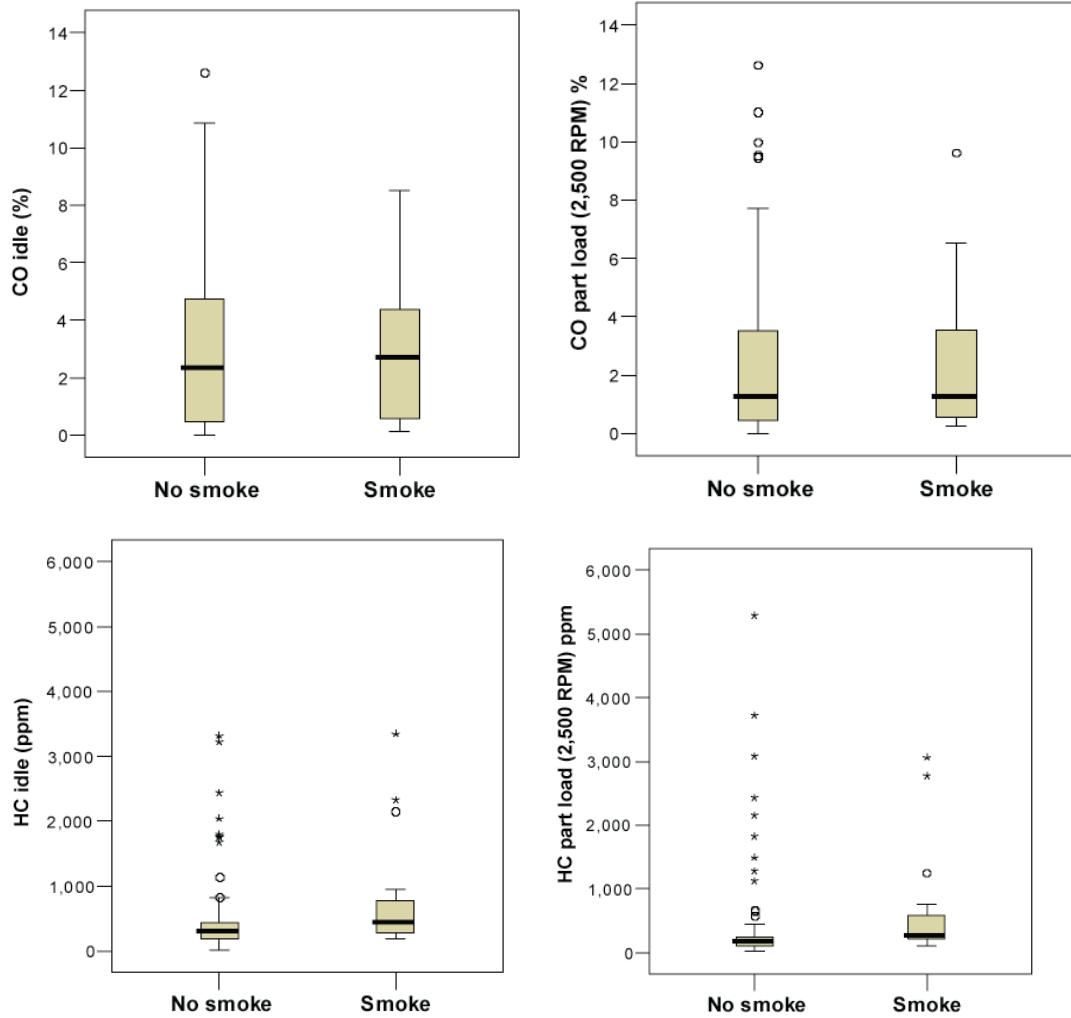 CO idle (%)
14
12
10
8
6
4
2
0
No smoke
Smoke
CO part load (2,500 RPM) %
14
12
10
8
6
4
2
0
No smoke
Smoke
HC idle (ppm)
6,000
5,000
4,000
3,000
2,000
1,000
0
No smoke
Smoke
HC part load (2,500 RPM) ppm
6,000
5,000
4,000
3,000
2,000
1,000
0
No smoke
Smoke